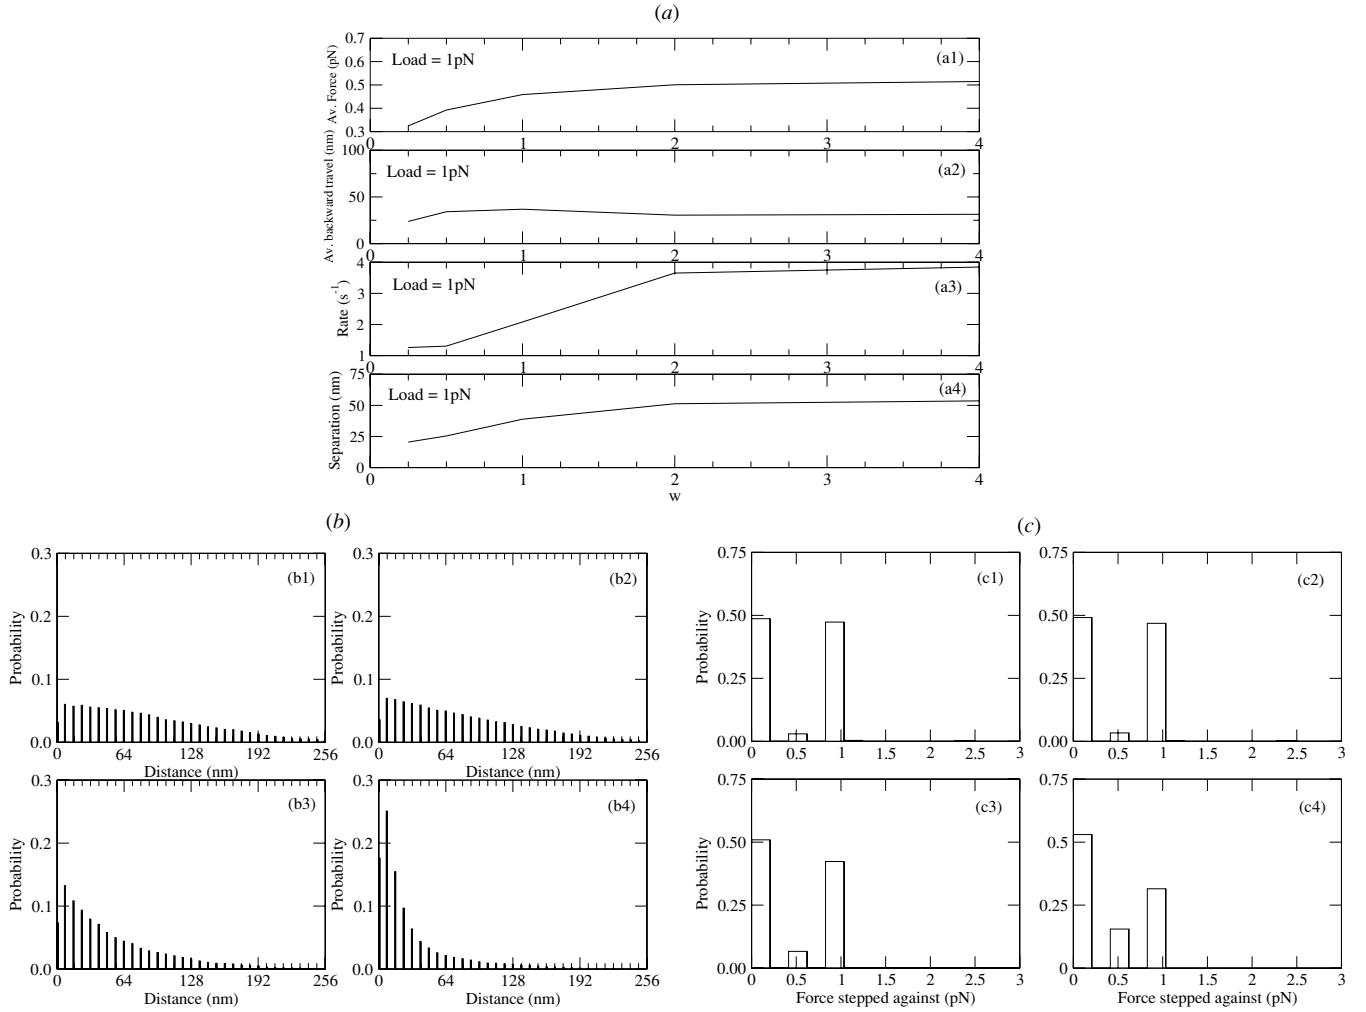 (a)
0.7
0.6
0.5
0.4
0.3
Av. Force (pN)
Load = 1pN
(a1)
0 1 2 3 4
100
50
0
Av. backward travel (nm)
Load = 1pN
(a2)
0 1 2 3 4
4
3
2
1
Rate (s-1)
Load = 1pN
(a3)
0 1 2 3 4
75
50
25
0
Separation (nm)
Load = 1pN
(a4)
0 1 2 3 4
w
(b)
0.3
0.2
0.1
0.0
Probability
(b1)
0 64 128 192 256
Distance (nm)
0.3
0.2
0.1
0.0
Probability
(b2)
0 64 128 192 256
Distance (nm)
0.3
0.2
0.1
0.0
Probability
(b3)
0 64 128 192 256
Distance (nm)
0.3
0.2
0.1
0.0
Probability
(b4)
0 64 128 192 256
Distance (nm)
(c)
0.75
0.50
0.25
0.00
Probability
(c1)
0 0.5 1 1.5 2 2.5 3
0.75
0.50
0.25
0.00
(c2)
0 0.5 1 1.5 2 2.5 3
0.75
0.50
0.25
0.00
Probability
(c3)
0 0.5 1 1.5 2 2.5 3
Force stepped against (pN)
0.75
0.5
0.25
0
(c4)
0 0.5 1 1.5 2 2.5 3
Force stepped against (pN)